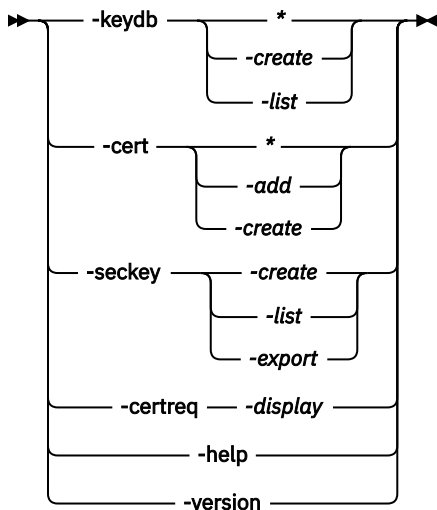 -keydb *
-create
-list
-cert *
-add
-create
-seckey -create
-list
-export
-certreq -display
-help
-version